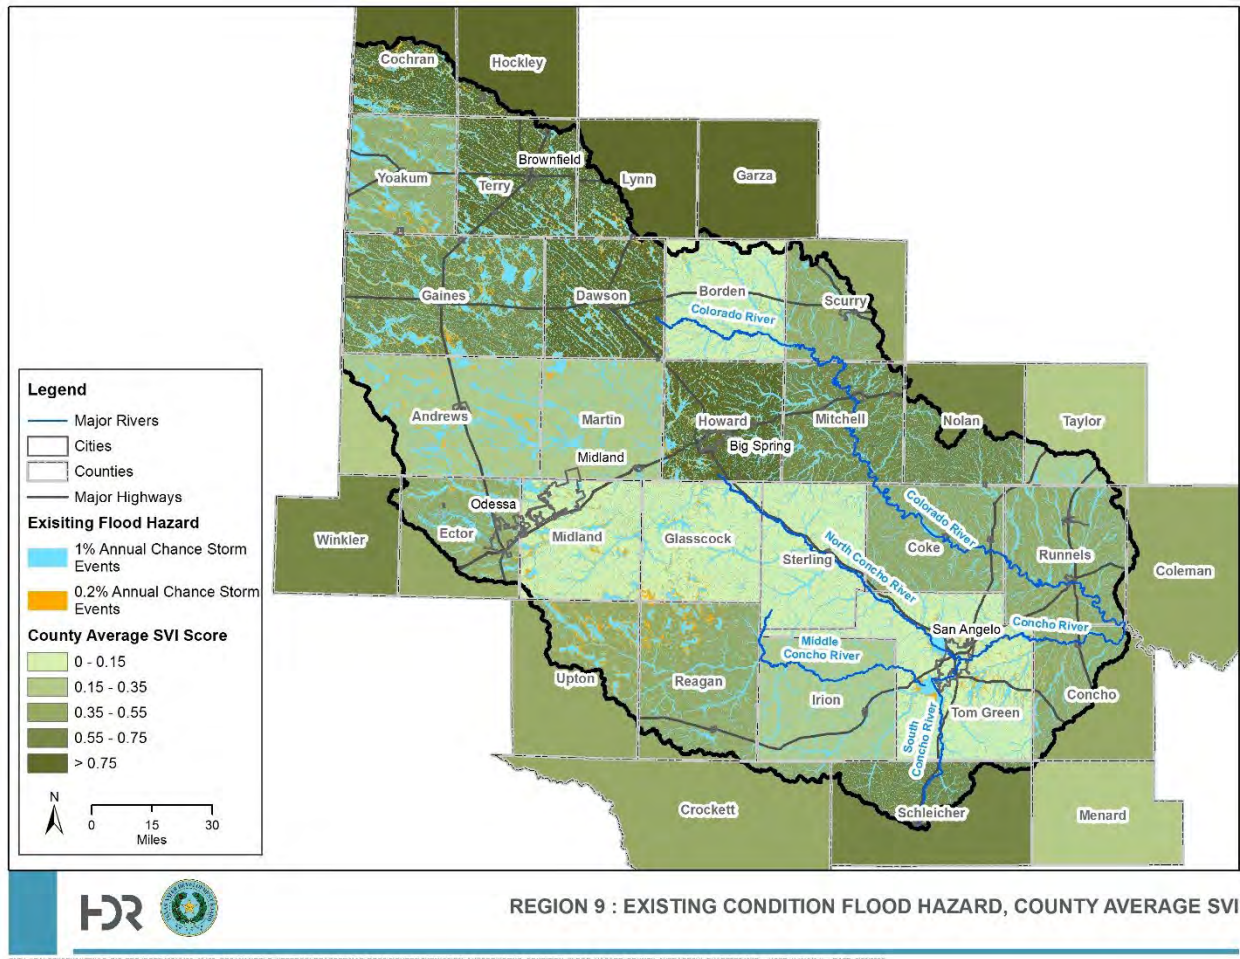 Cochran
Hockley
Brownfield
Yoakum
Terry
Lynn
Garza
Gaines
Dawson
Borden
Scurry
Colorado River
Andrews
Martin
Howard
Mitchell
Nolan
Taylor
Big Spring
Midland
Odessa
Winkler
Ector
Midland
Glasscock
Sterling
North Concho River
Coke
Colorado River
Runnels
Coleman
San Angelo
Concho River
Middle
Concho River
Upton
Reagan
Irion
Tom Green
Concho
South
Concho River
Crockett
Schleicher
Menard
Legend
Major Rivers
Cities
Counties
Major Highways
Exisiting Flood Hazard
1% Annual Chance Storm
Events
0.2% Annual Chance Storm
Events
County Average SVI Score
0 - 0.15
0.15 - 0.35
0.35 - 0.55
0.55 - 0.75
> 0.75
N
0 15 30
Miles
HDR
REGION 9 : EXISTING CONDITION FLOOD HAZARD, COUNTY AVERAGE SVI